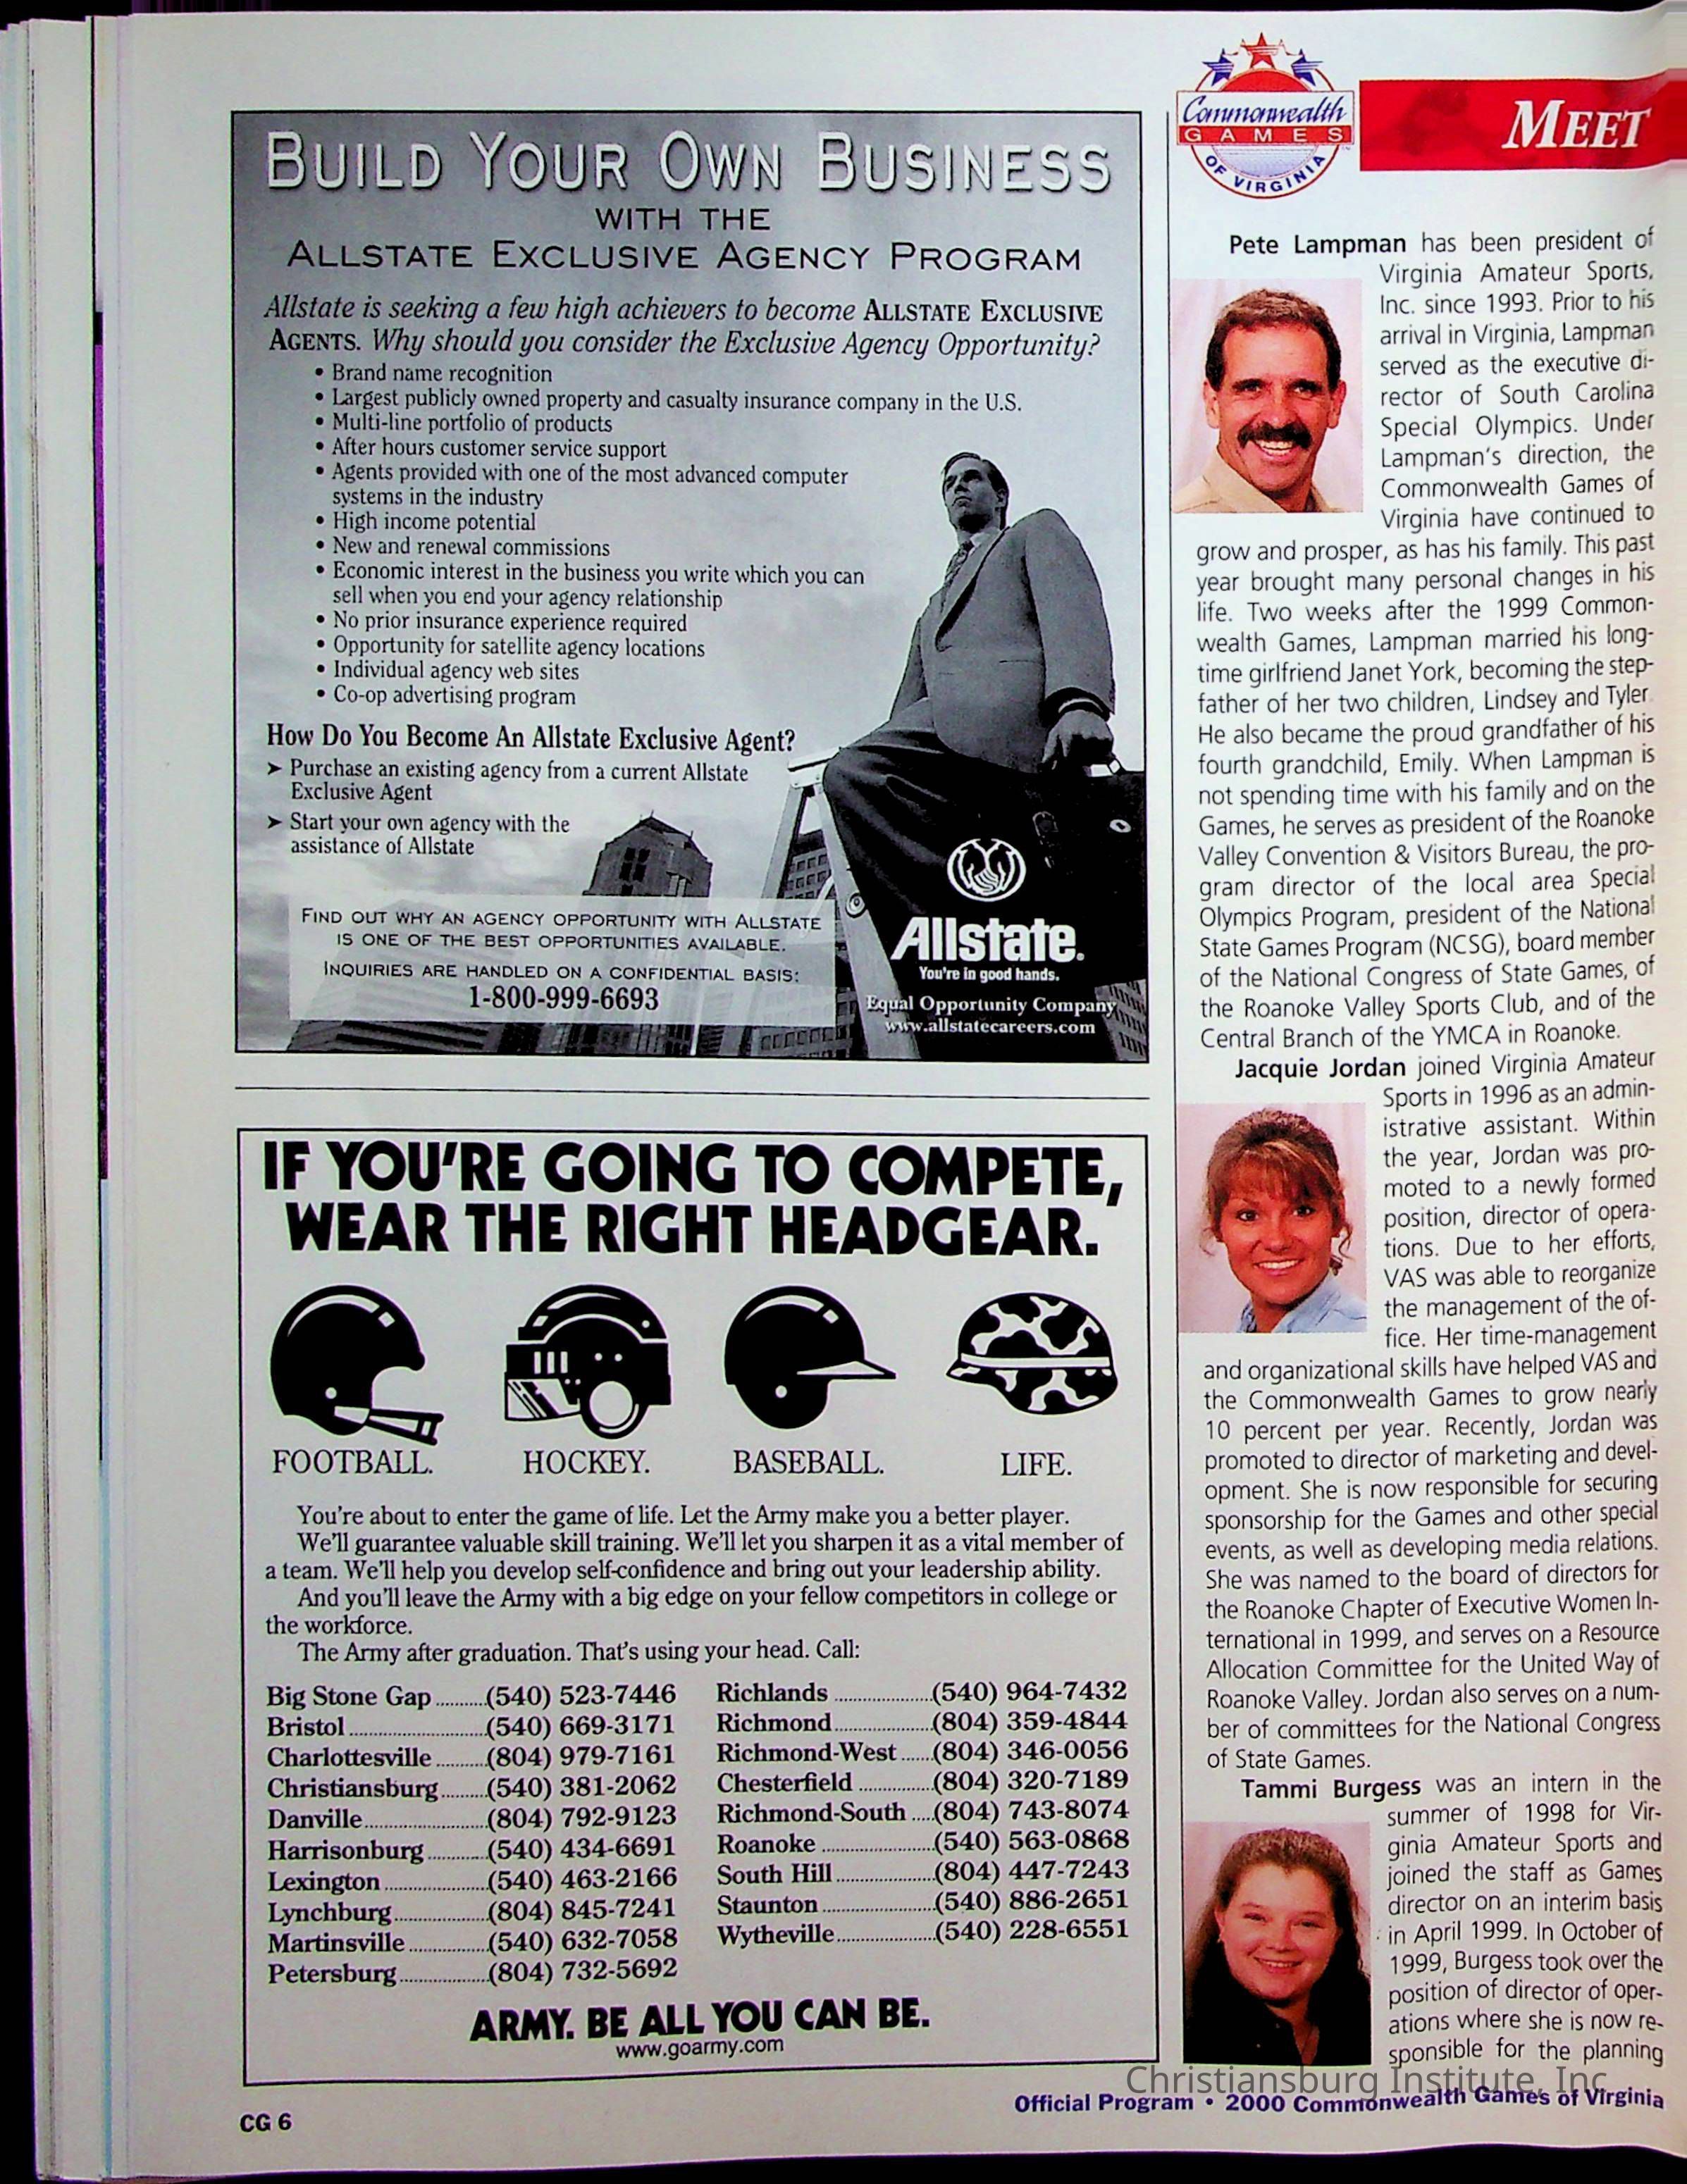 BUILD YOUR OWN BUSINESS
WITH THE
ALLSTATE EXCLUSIVE AGENCY PROGRAM
Allstate is seeking a few high achievers to become ALLSTATE EXCLUSIVE
AGENTS. Why should you consider the Exclusive Agency Opportunity?
• Brand name recognition
• Largest publicly owned property and casualty insurance company in the U.S.
• Multi-line portfolio of products
• After hours customer service support
• Agents provided with one of the most advanced computer
systems in the industry
• High income potential
• New and renewal commissions
• Economic interest in the business you write which you can
sell when you end your agency relationship
• No prior insurance experience required
• Opportunity for satellite agency locations
• Individual agency web sites
• Co-op advertising program
How Do You Become An Allstate Exclusive Agent?
➤ Purchase an existing agency from a current Allstate
Exclusive Agent
➤ Start your own agency with the
assistance of Allstate
FIND OUT WHY AN AGENCY OPPORTUNITY WITH ALLSTATE
IS ONE OF THE BEST OPPORTUNITIES AVAILABLE.
INQUIRIES ARE HANDLED ON A CONFIDENTIAL BASIS:
1-800-999-6693
Allstate.
You're in good hands.
Equal Opportunity Company
www.allstatecareers.com
IF YOU'RE GOING TO COMPETE,
WEAR THE RIGHT HEADGEAR.
FOOTBALL. HOCKEY. BASEBALL. LIFE.
You're about to enter the game of life. Let the Army make you a better player.
We'll guarantee valuable skill training. We'll let you sharpen it as a vital member of
a team. We'll help you develop self-confidence and bring out your leadership ability.
And you'll leave the Army with a big edge on your fellow competitors in college or
the workforce.
The Army after graduation. That's using your head. Call:
Big Stone Gap..........(540) 523-7446
Bristol..........(540) 669-3171
Charlottesville..........(804) 979-7161
Christiansburg..........(540) 381-2062
Danville..........(804) 792-9123
Harrisonburg..........(540) 434-6691
Lexington..........(540) 463-2166
Lynchburg..........(804) 845-7241
Martinsville..........(540) 632-7058
Petersburg..........(804) 732-5692
Richlands..........(540) 964-7432
Richmond..........(804) 359-4844
Richmond-West......(804) 346-0056
Chesterfield..........(804) 320-7189
Richmond-South....(804) 743-8074
Roanoke..........(540) 563-0868
South Hill..........(804) 447-7243
Staunton..........(540) 886-2651
Wytheville..........(540) 228-6551
ARMY. BE ALL YOU CAN BE.
www.goarmy.com
CG 6
Commonwealth
GAMES
OF VIRGINIA
MEET
Pete Lampman has been president of
Virginia Amateur Sports,
Inc. since 1993. Prior to his
arrival in Virginia, Lampman
served as the executive di-
rector of South Carolina
Special Olympics. Under
Lampman's direction, the
Commonwealth Games of
Virginia have continued to
grow and prosper, as has his family. This past
year brought many personal changes in his
life. Two weeks after the 1999 Common-
wealth Games, Lampman married his long-
time girlfriend Janet York, becoming the step-
father of her two children, Lindsey and Tyler.
He also became the proud grandfather of his
fourth grandchild, Emily. When Lampman is
not spending time with his family and on the
Games, he serves as president of the Roanoke
Valley Convention & Visitors Bureau, the pro-
gram director of the local area Special
Olympics Program, president of the National
State Games Program (NCSG), board member
of the National Congress of State Games, of
the Roanoke Valley Sports Club, and of the
Central Branch of the YMCA in Roanoke.
Jacquie Jordan joined Virginia Amateur
Sports in 1996 as an admin-
istrative assistant. Within
the year, Jordan was pro-
moted to a newly formed
position, director of opera-
tions. Due to her efforts,
VAS was able to reorganize
the management of the of-
fice. Her time-management
and organizational skills have helped VAS and
the Commonwealth Games to grow nearly
10 percent per year. Recently, Jordan was
promoted to director of marketing and devel-
opment. She is now responsible for securing
sponsorship for the Games and other special
events, as well as developing media relations.
She was named to the board of directors for
the Roanoke Chapter of Executive Women In-
ternational in 1999, and serves on a Resource
Allocation Committee for the United Way of
Roanoke Valley. Jordan also serves on a num-
ber of committees for the National Congress
of State Games.
Tammi Burgess was an intern in the
summer of 1998 for Vir-
ginia Amateur Sports and
joined the staff as Games
director on an interim basis
in April 1999. In October of
1999, Burgess took over the
position of director of oper-
ations where she is now re-
sponsible for the planning
Christiansburg Institute, Inc
Official Program • 2000 Commonwealth Games of Virginia